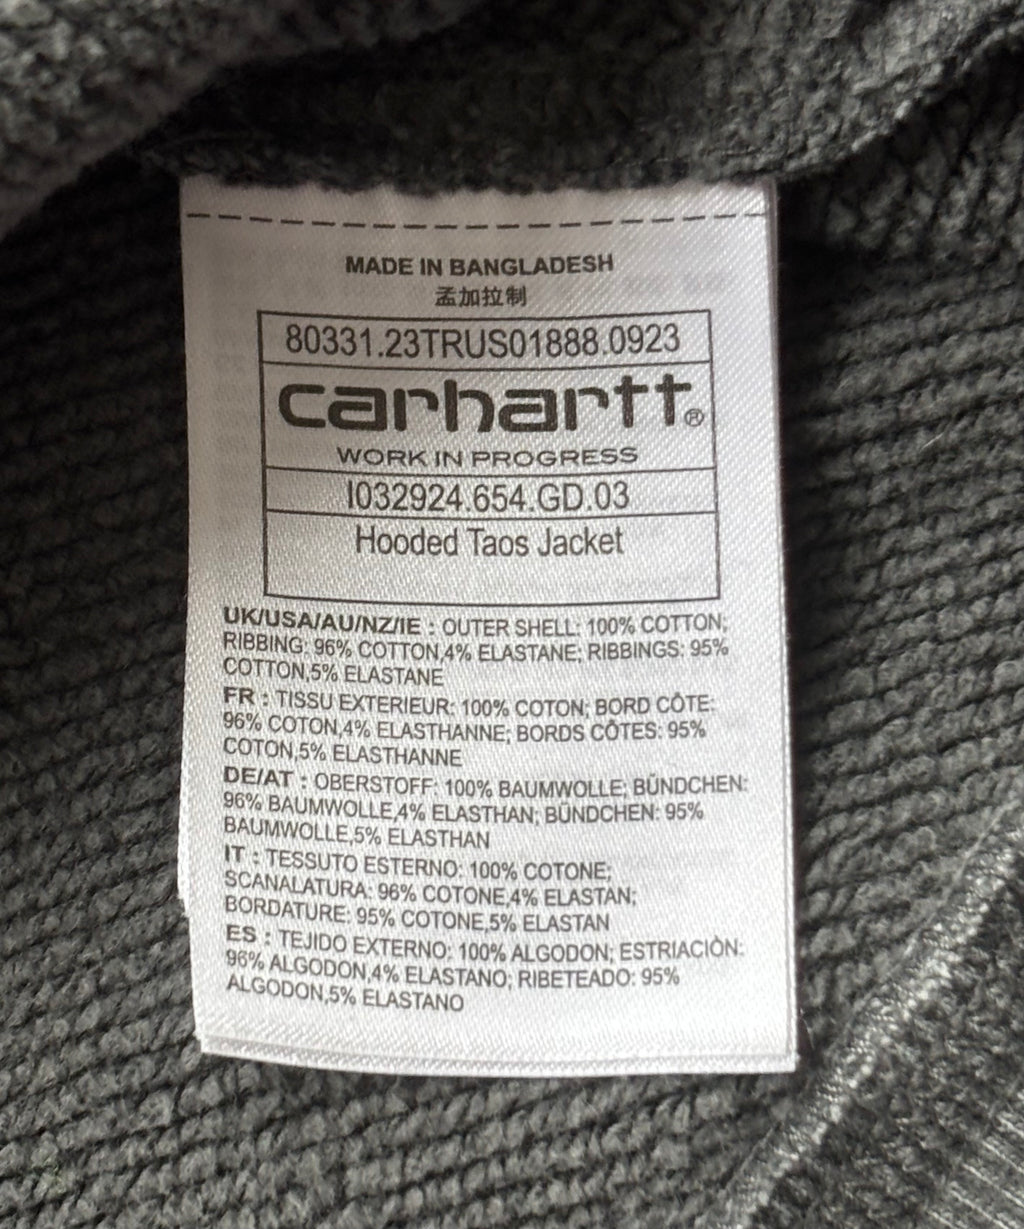 MADE IN BANGLADESH
孟加拉制
80331.23TRUS01888.0923
carhartt®
WORK IN PROGRESS
I032924.654.GD.03
Hooded Taos Jacket
UK/USA/AU/NZ/IE : OUTER SHELL: 100% COTTON;
RIBBING: 96% COTTON,4% ELASTANE; RIBBINGS: 95%
COTTON,5% ELASTANE
FR : TISSU EXTERIEUR: 100% COTON; BORD CÔTE:
96% COTON,4% ELASTHANNE; BORDS CÔTES: 95%
COTON,5% ELASTHANNE
DE/AT : OBERSTOFF: 100% BAUMWOLLE; BÜNDCHEN:
96% BAUMWOLLE,4% ELASTHAN; BÜNDCHEN: 95%
BAUMWOLLE,5% ELASTHAN
IT : TESSUTO ESTERNO: 100% COTONE;
SCANALATURA: 96% COTONE,4% ELASTAN;
BORDATURE: 95% COTONE,5% ELASTAN
ES : TEJIDO EXTERNO: 100% ALGODON; ESTRIACIÒN:
96% ALGODON,4% ELASTANO; RIBETEADO: 95%
ALGODON,5% ELASTANO